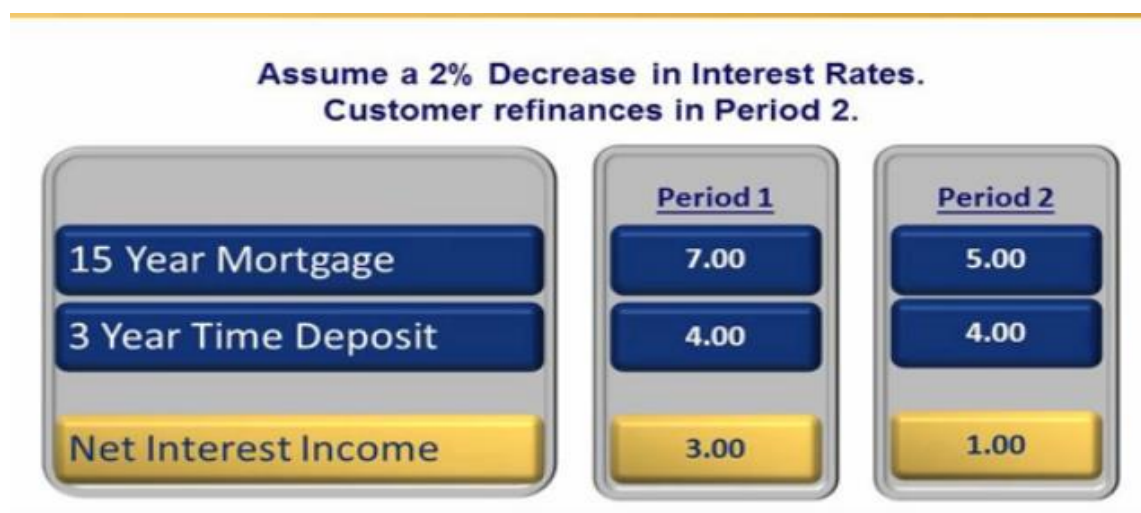 Assume a 2% Decrease in Interest Rates.
Customer refinances in Period 2.
Period 1 Period 2
15 Year Mortgage 7.00 5.00
3 Year Time Deposit 4.00 4.00
Net Interest Income 3.00 1.00